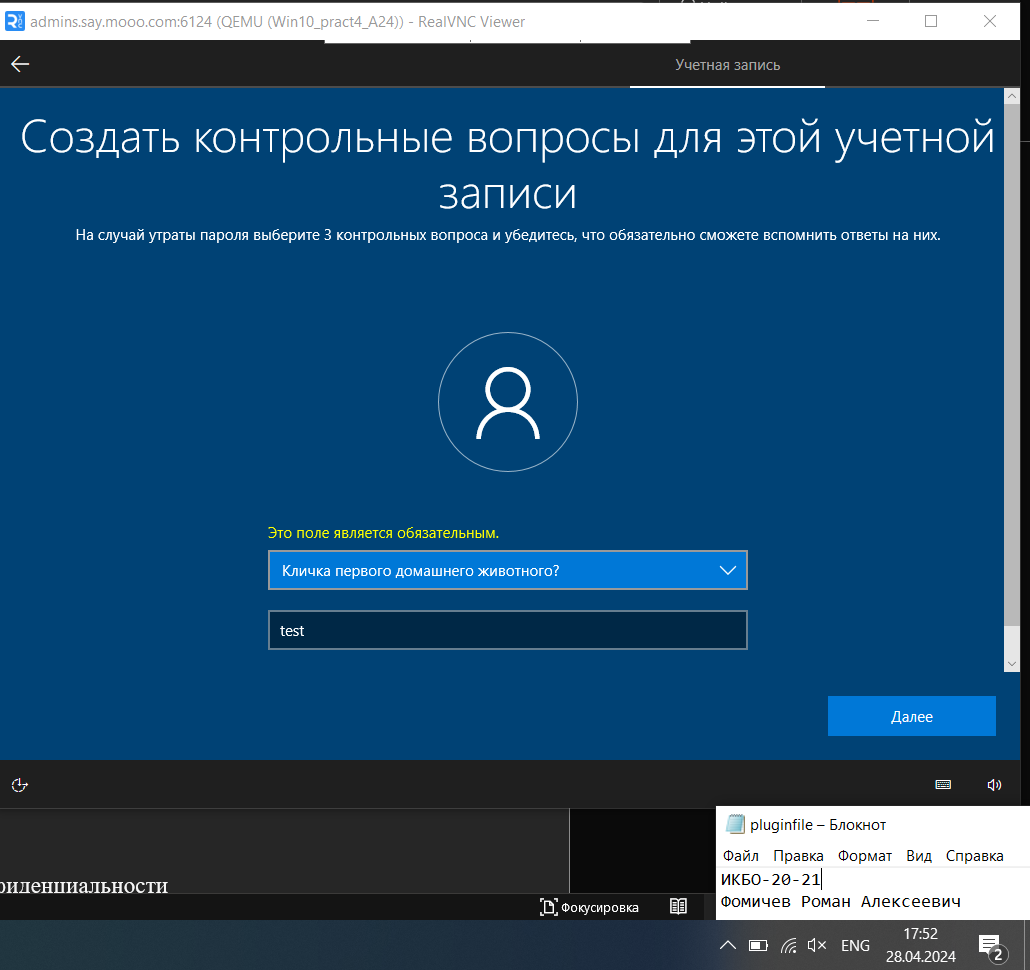 admins.say.mooo.com:6124 (QEMU (Win10_pract4_A24)) - RealVNC Viewer
Учетная запись
Создать контрольные вопросы для этой учетной
записи
На случай утраты пароля выберите 3 контрольных вопроса и убедитесь, что обязательно сможете вспомнить ответы на них.
Это поле является обязательным.
Кличка первого домашнего животного?
test
Далее
pluginfile – Блокнот
Файл Правка Формат Вид Справка
ИКБО-20-21
Фомичев Роман Алексеевич
фиденциальности
Фокусировка
ENG
17:52
28.04.2024
2